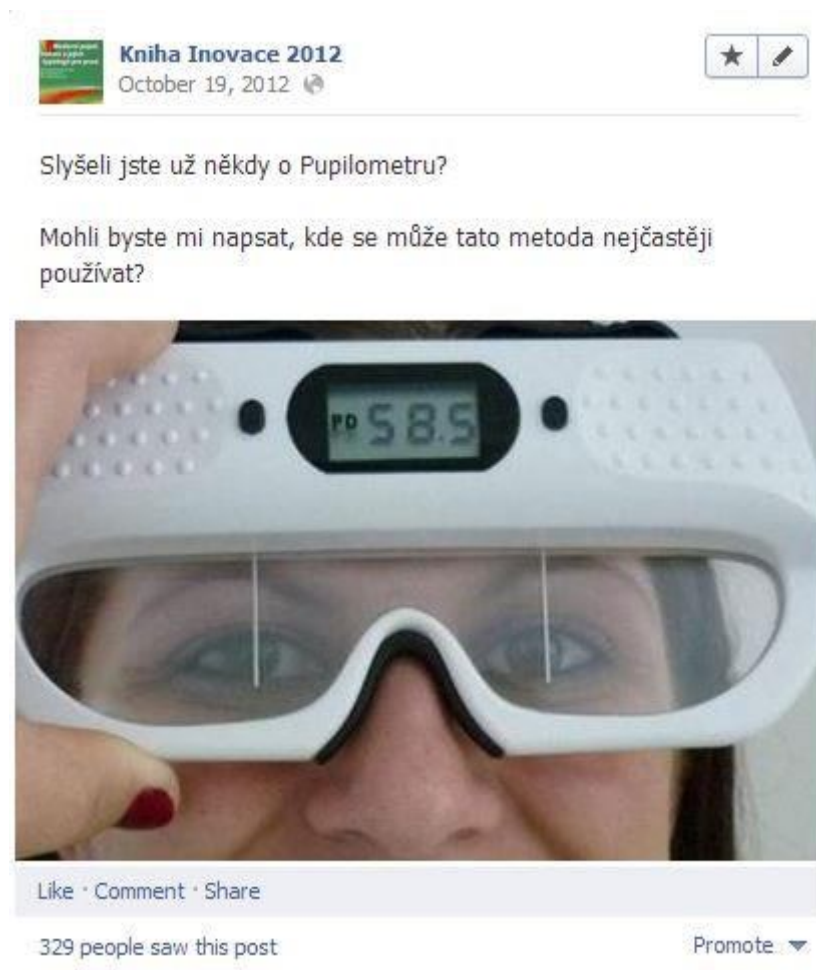 Kniha Inovace 2012
October 19, 2012
Slyšeli jste už někdy o Pupilometru?
Mohli byste mi napsat, kde se může tato metoda nejčastěji
používat?
PD 58.5
Like · Comment · Share
329 people saw this post
Promote